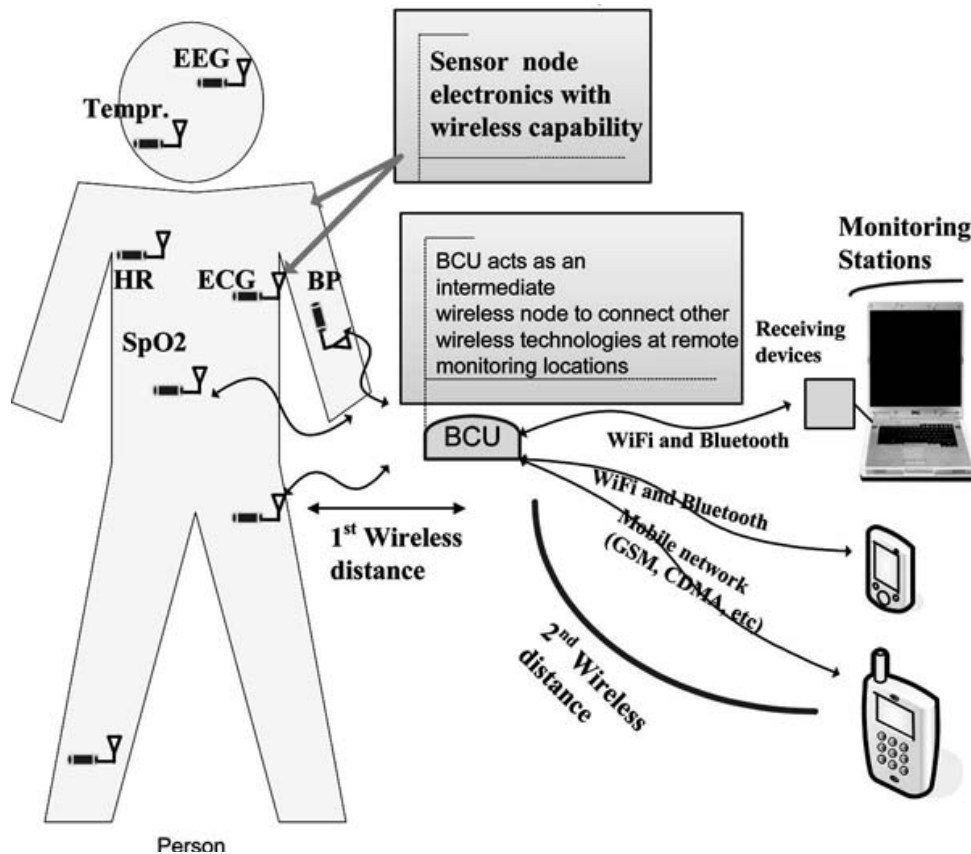 EEG
Tempr.
Sensor node
electronics with
wireless capability
HR
ECG
BP
SpO2
BCU acts as an
intermediate
wireless node to connect other
wireless technologies at remote
monitoring locations
Monitoring
Stations
Receiving
devices
BCU
WiFi and Bluetooth
WiFi and Bluetooth
Mobile network
(GSM, CDMA, etc)
1st Wireless
distance
2nd Wireless
distance
Person